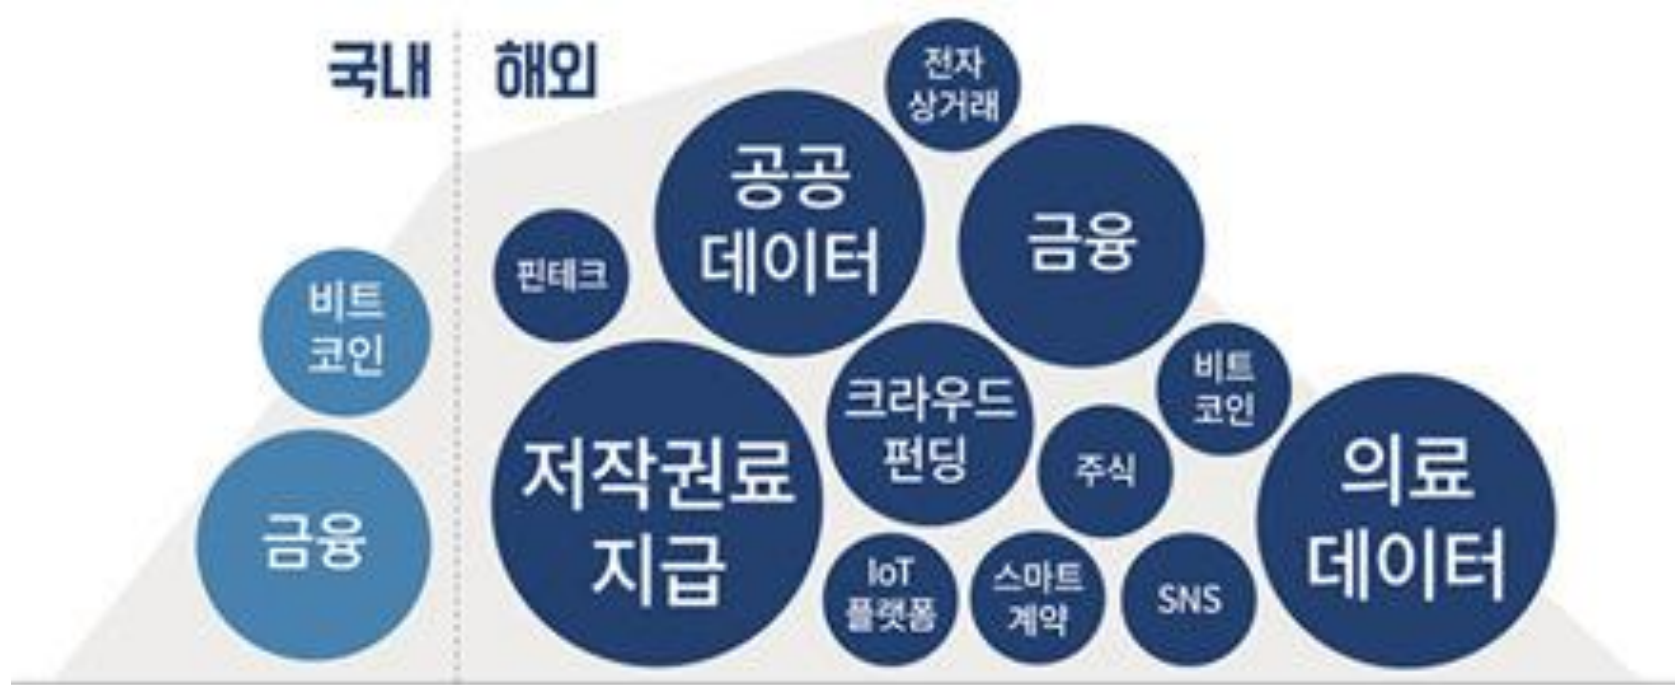 국내
해외
비트
코인
금융
전자
상거래
공공
데이터
금융
핀테크
비트
코인
크라우드
펀딩
저작권료
지급
주식
의료
데이터
IoT
플랫폼
스마트
계약
SNS